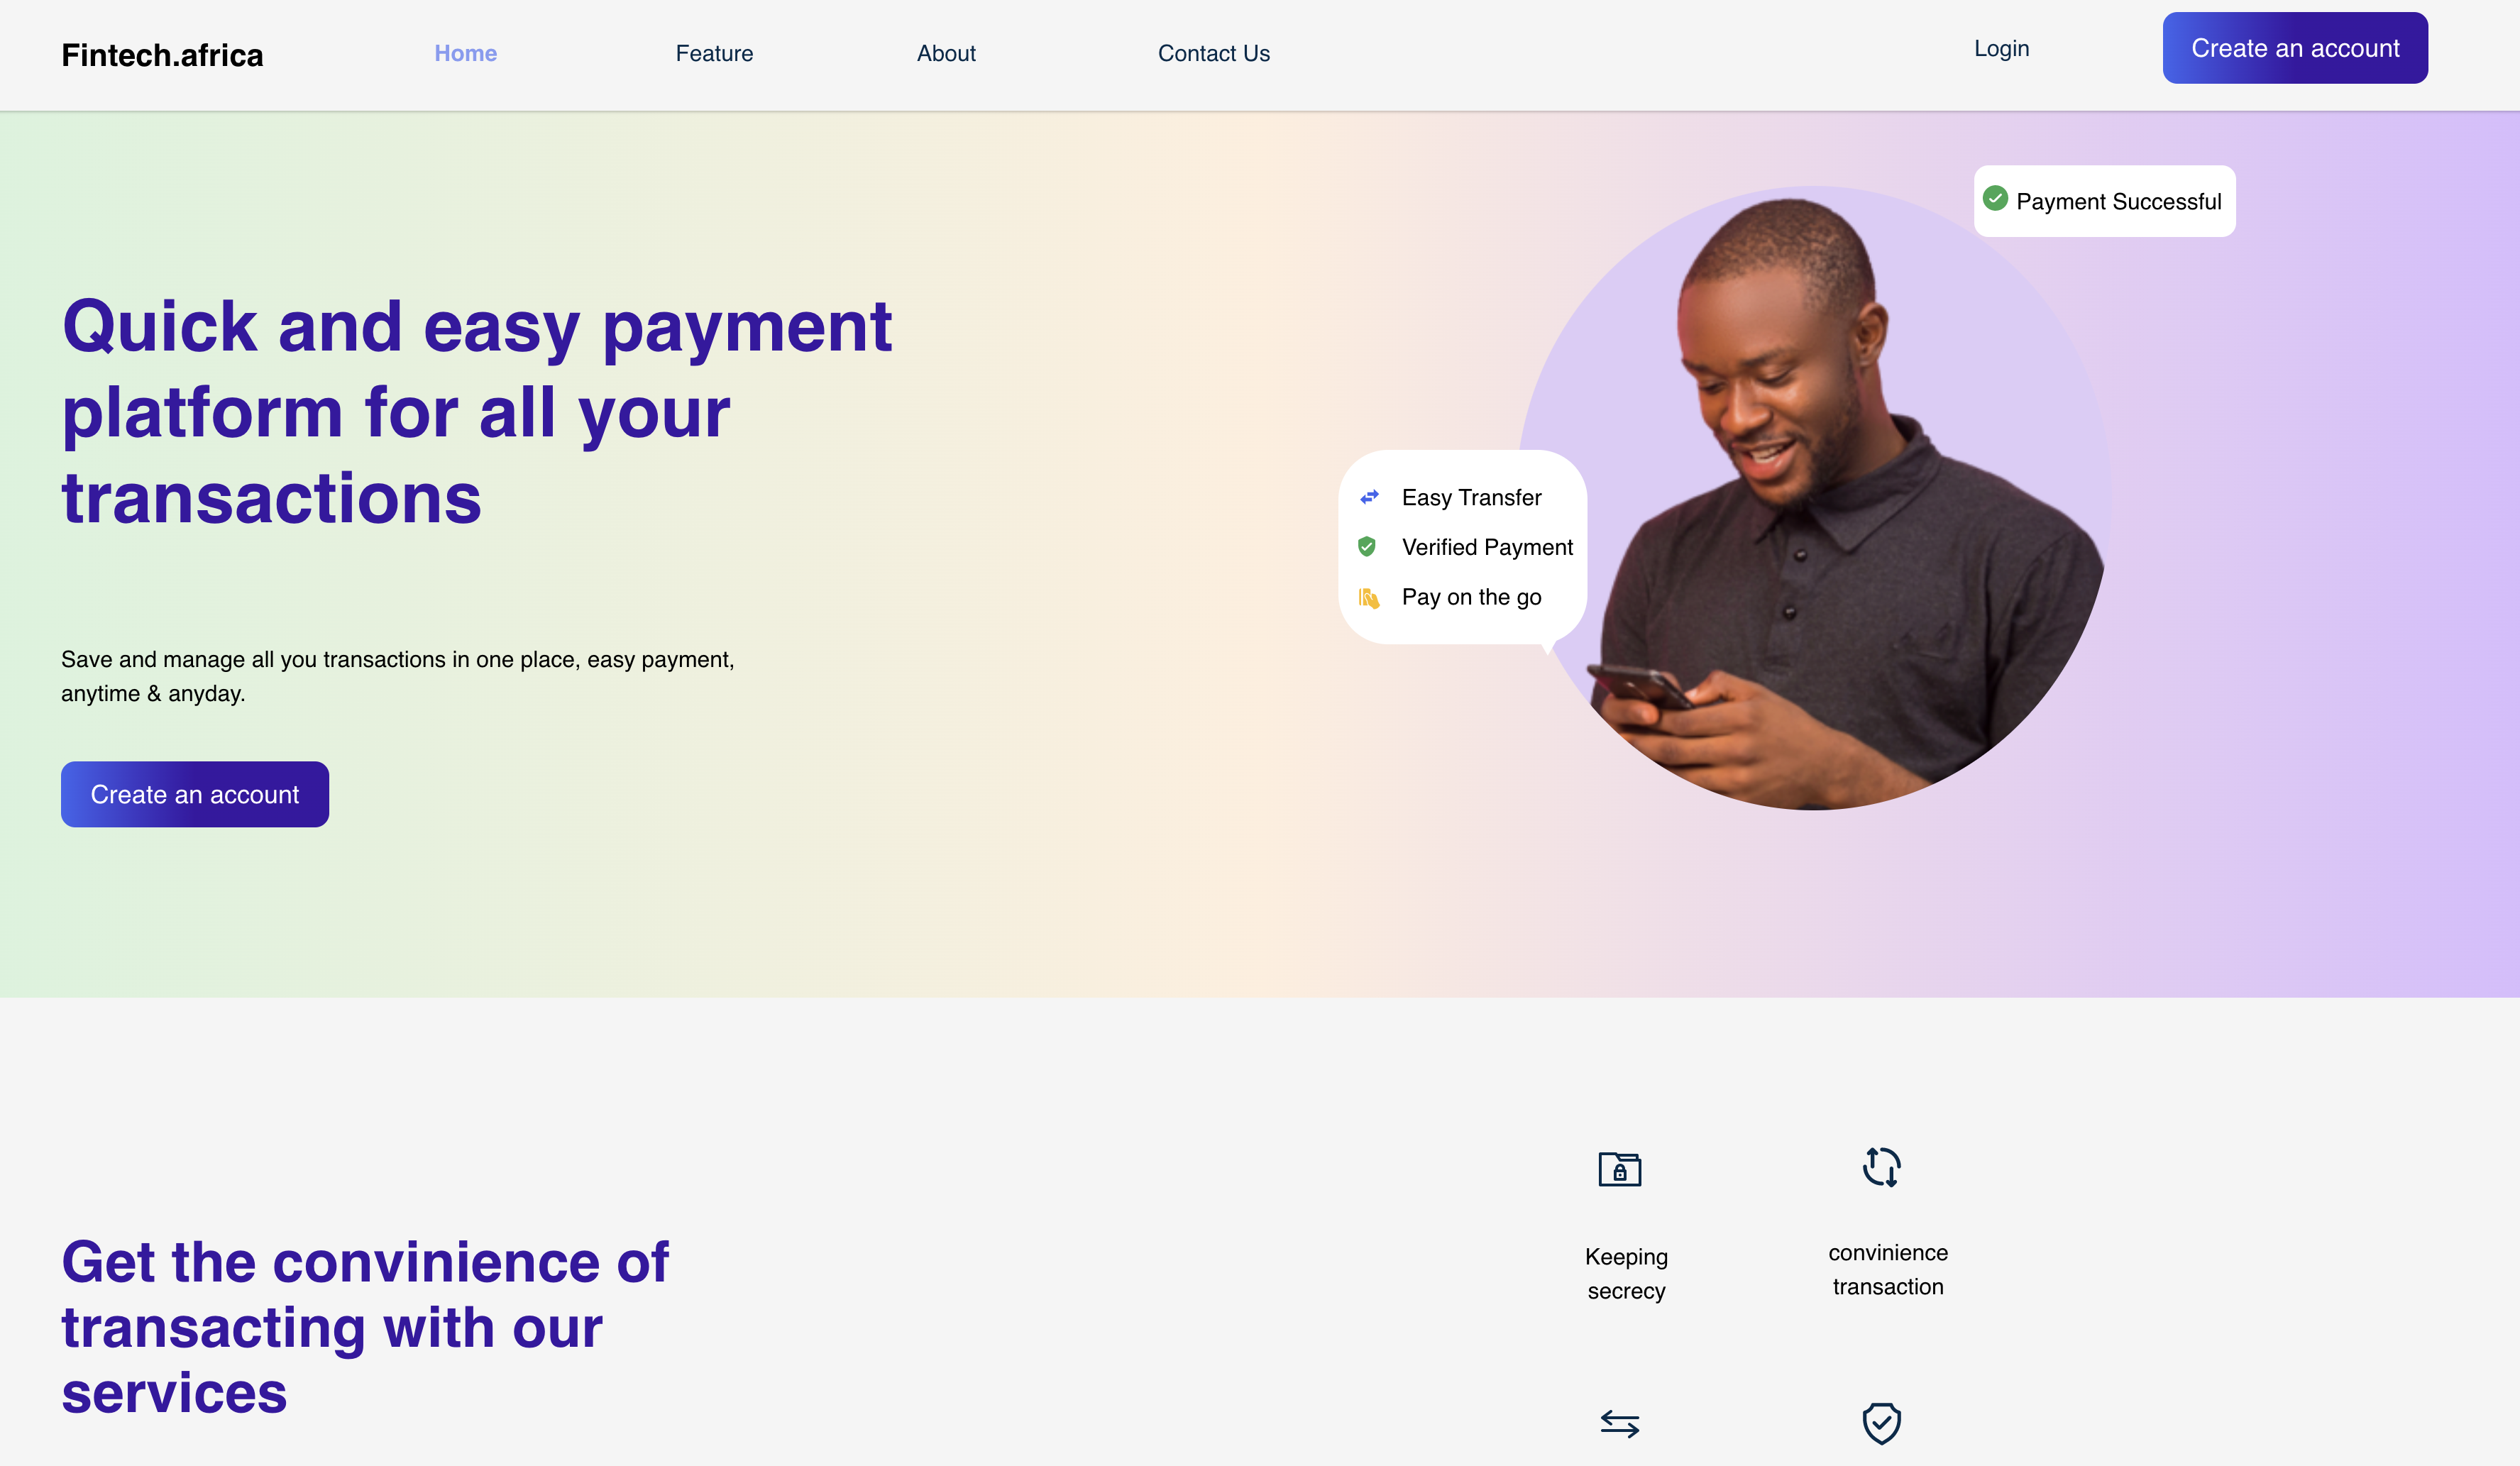 Fintech.africa
Home
Feature
About
Contact Us
Login
Create an account
Payment Successful
Quick and easy payment
platform for all your
transactions
Easy Transfer
Verified Payment
Pay on the go
Save and manage all you transactions in one place, easy payment,
anytime & anyday.
Create an account
Get the convinience of
transacting with our
services
Keeping
secrecy
convinience
transaction